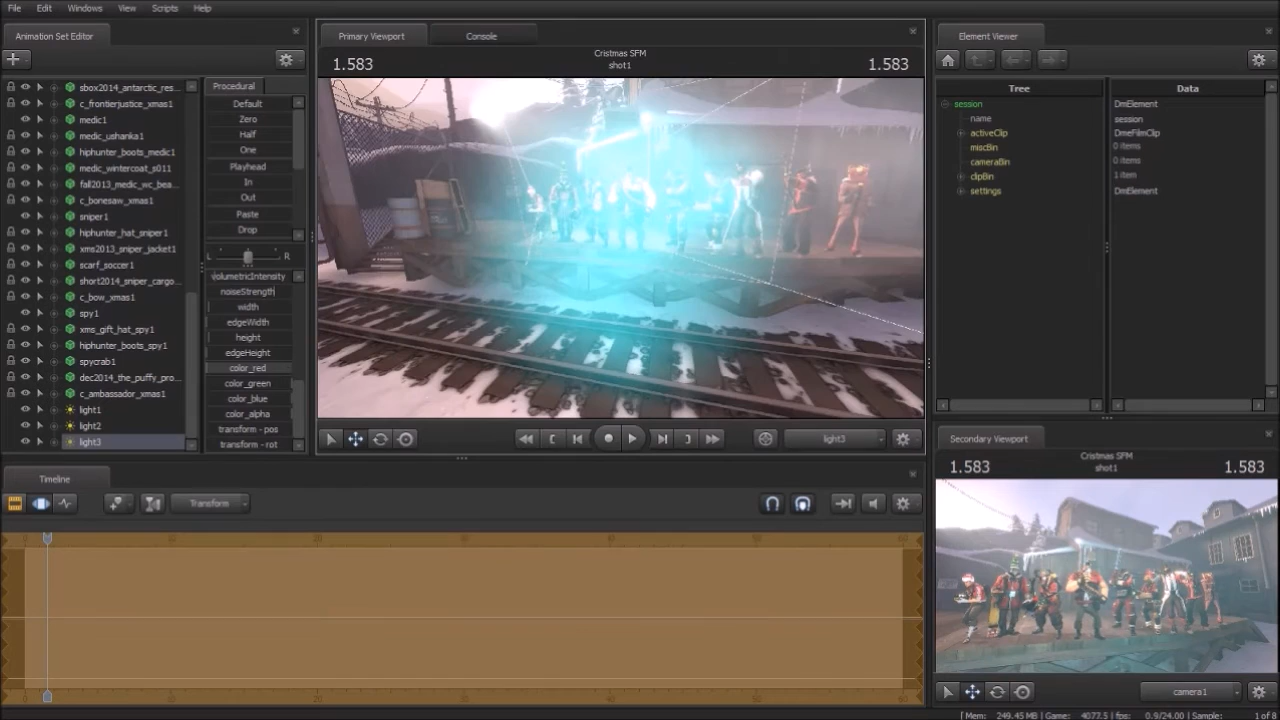 File Edit Windows View Scripts Help
Animation Set Editor
sbox2014_antarctic_res...
c_frontierjustice_xmas1
medic1
medic_ushanka1
hiphunter_boots_medic1
medic_wintercoat_s011
fall2013_medic_wc_bea...
c_bonesaw_xmas1
sniper1
hiphunter_hat_sniper1
xms2013_sniper_jacket1
scarf_soccer1
short2014_sniper_cargo...
c_bow_xmas1
spy1
xms_gift_hat_spy1
hiphunter_boots_spy1
spycrab1
dec2014_the_puffy_pro...
c_ambassador_xmas1
light1
light2
light3
Procedural
Default
Zero
Half
One
Playhead
In
Out
Paste
Drop
L R
volumetricIntensity
noiseStrength
width
edgeWidth
height
edgeHeight
color_red
color_green
color_blue
color_alpha
transform - pos
transform - rot
Primary Viewport Console
Cristmas SFM
1.583 shot1 1.583
light3
Element Viewer
Tree Data
session DmElement
name session
activeClip DmeFilmClip
miscBin 0 items
cameraBin 0 items
clipBin 1 item
settings DmElement
Secondary Viewport
Cristmas SFM
1.583 shot1 1.583
camera1
Timeline
Transform
[ Mem: 249.45 MB | Game: 4077.5 | fps: 0.9/24.00 | Sample: 1 of 8